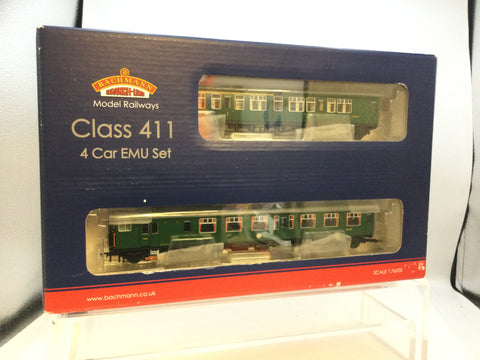 BACHMANN
BRANCH-LINE
Model Railways
Class 411
4 Car EMU Set
www.bachmann.co.uk
SCALE 1:76/00